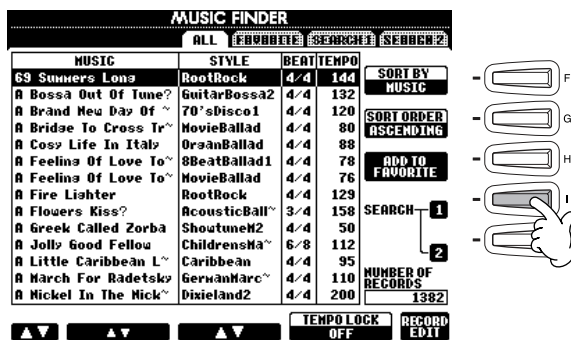 MUSIC FINDER
ALL FAVORITE SEARCH 1 SEARCH 2
MUSIC STYLE BEAT TEMPO
69 Summers Long RootRock 4/4 144
A Bossa Out Of Tune? GuitarBossa2 4/4 132
A Brand New Day Of ~ 70'sDisco1 4/4 120
A Bridge To Cross Tr~ MovieBallad 4/4 80
A Cosy Life In Italy OrganBallad 4/4 88
A Feeling Of Love To~ 8BeatBallad1 4/4 78
A Feeling Of Love To~ MovieBallad 4/4 76
A Fire Lighter RootRock 4/4 129
A Flowers Kiss? AcousticBall~ 3/4 158
A Greek Called Zorba ShowtuneM2 4/4 50
A Jolly Good Fellow ChildrensMa~ 6/8 112
A Little Caribbean L~ Caribbean 4/4 95
A March For Radetsky GermanMarc~ 4/4 110
A Nickel In The Nick~ Dixieland2 4/4 200
SORT BY
MUSIC
SORT ORDER
ASCENDING
ADD TO
FAVORITE
SEARCH 1
2
NUMBER OF
RECORDS
1382
TEMPO LOCK
OFF
RECORD
EDIT
F
G
H
I